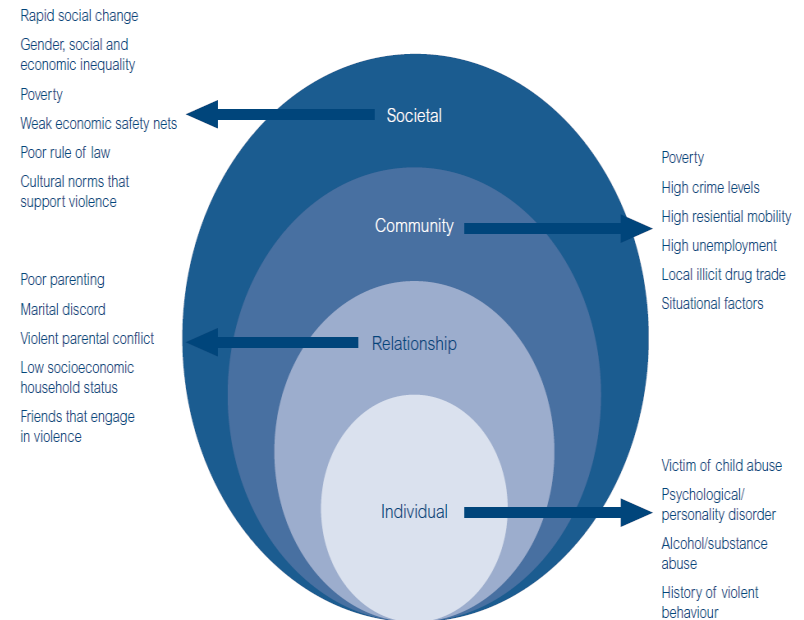 Rapid social change
Gender, social and
economic inequality
Poverty
Weak economic safety nets
Poor rule of law
Cultural norms that
support violence
Societal
Poverty
High crime levels
High resiential mobility
High unemployment
Local illicit drug trade
Situational factors
Community
Poor parenting
Marital discord
Violent parental conflict
Low socioeconomic
household status
Friends that engage
in violence
Relationship
Victim of child abuse
Psychological/
personality disorder
Alcohol/substance
abuse
History of violent
behaviour
Individual